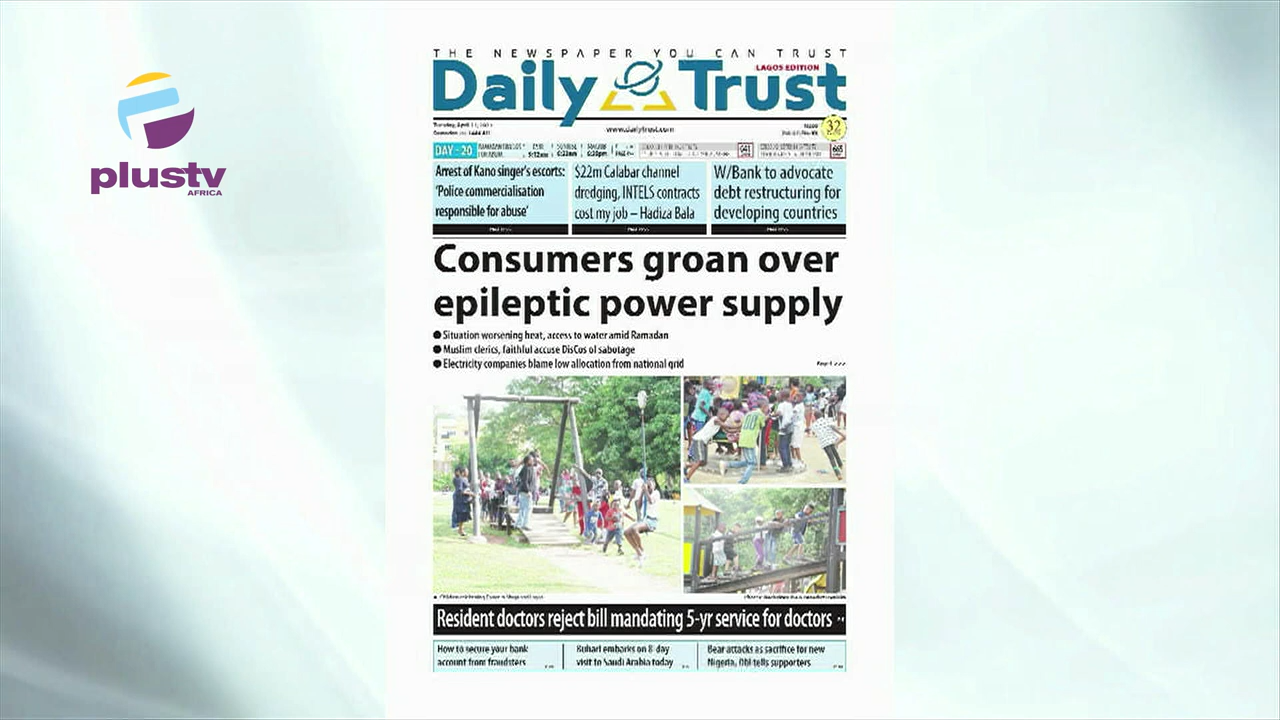 plustv
AFRICA
THE NEWSPAPER YOU CAN TRUST
LAGOS EDITION
Daily Trust
www.dailytrust.com
32
DAY - 20
Arrest of Kano singer's escorts:
'Police commercialisation
responsible for abuse'
$22m Calabar channel
dredging, INTELS contracts
cost my job – Hadiza Bala
W/Bank to advocate
debt restructuring for
developing countries
Consumers groan over
epileptic power supply
● Situation worsening heat, access to water amid Ramadan
● Muslim clerics, faithful accuse DisCos of sabotage
● Electricity companies blame low allocation from national grid
Resident doctors reject bill mandating 5-yr service for doctors
How to secure your bank
account from fraudsters
Buhari embarks on 8-day
visit to Saudi Arabia today
Bear attacks as sacrifice for new
Nigeria, Obi tells supporters